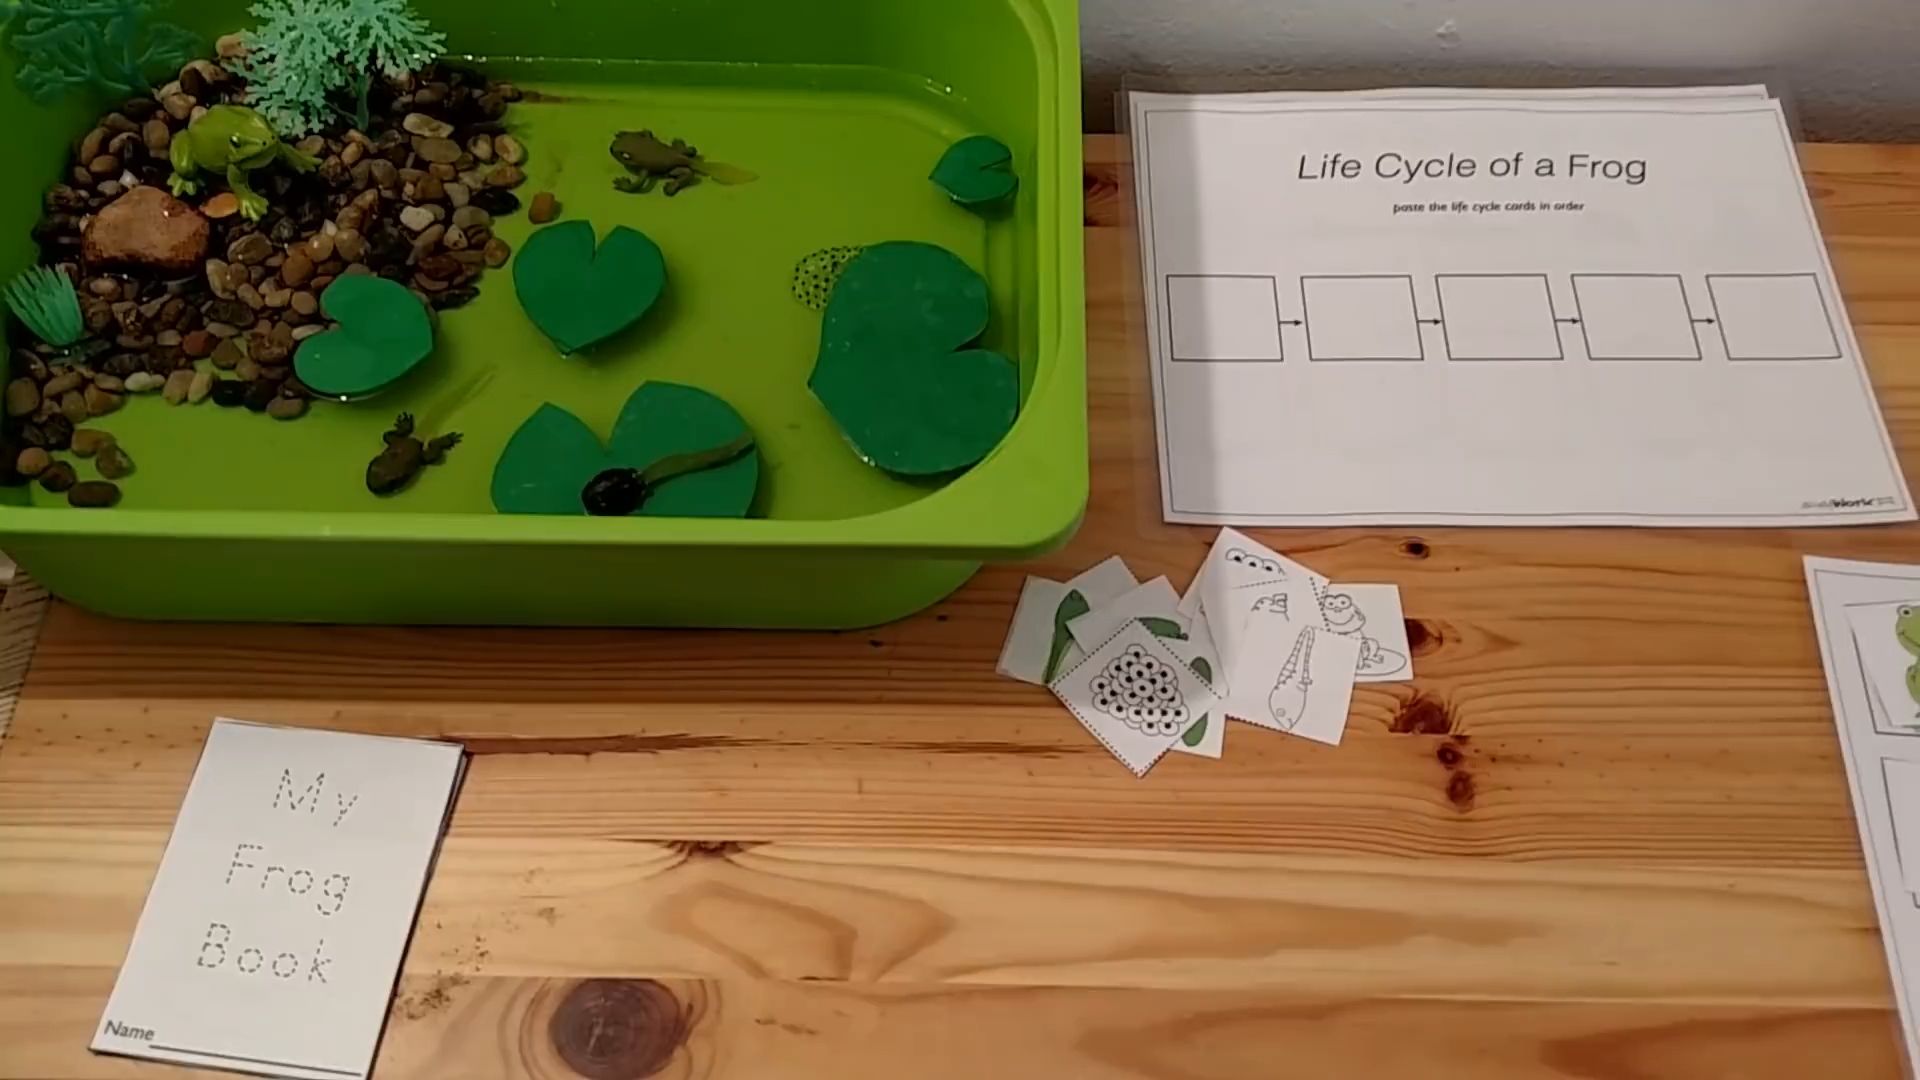 Life Cycle of a Frog
paste the life cycle cards in order
My
Frog
Book
Name